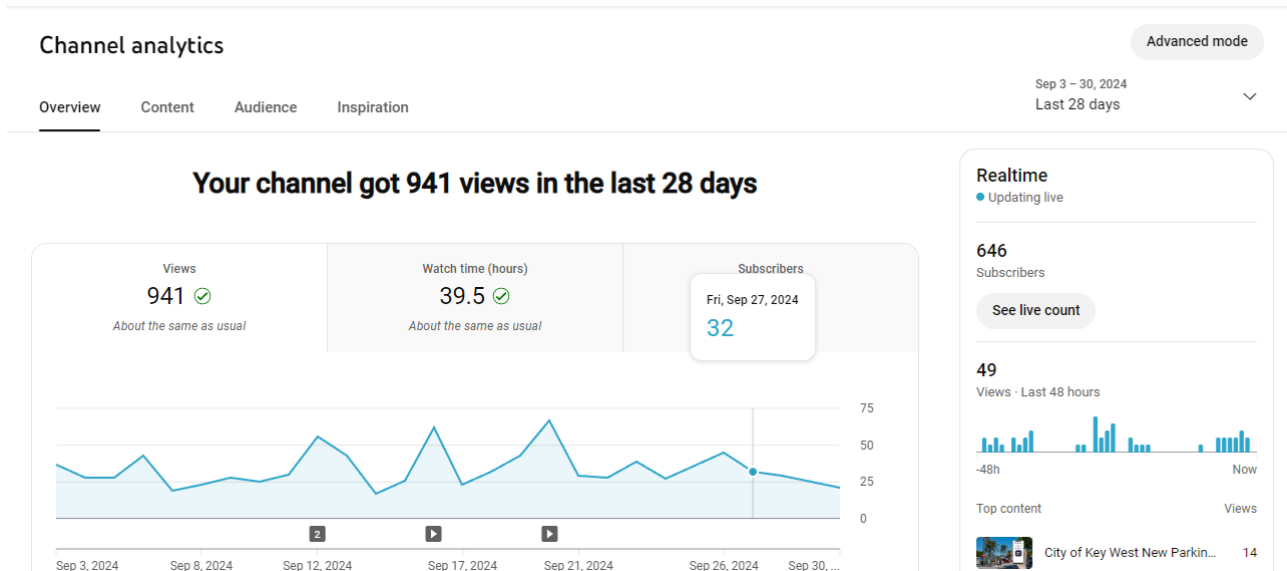 Channel analytics
Advanced mode
Overview Content Audience Inspiration
Sep 3 – 30, 2024
Last 28 days
Your channel got 941 views in the last 28 days
Views
941
About the same as usual
Watch time (hours)
39.5
About the same as usual
Subscribers
Fri, Sep 27, 2024
32
75
50
25
0
2
Sep 3, 2024 Sep 8, 2024 Sep 12, 2024 Sep 17, 2024 Sep 21, 2024 Sep 26, 2024 Sep 30, ...
Realtime
Updating live
646
Subscribers
See live count
49
Views · Last 48 hours
-48h Now
Top content Views
City of Key West New Parkin... 14